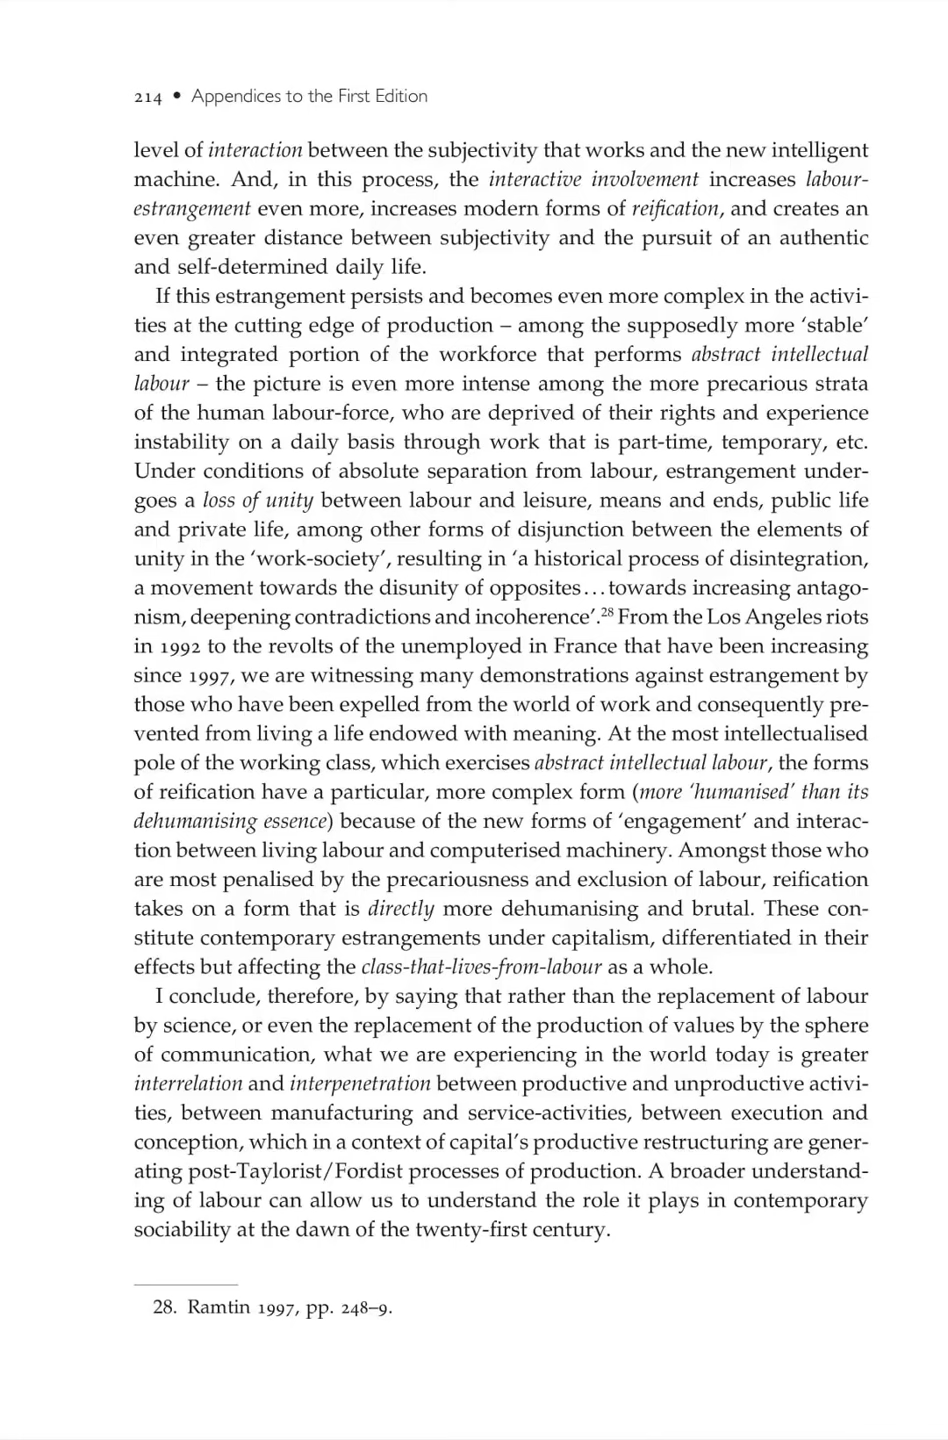 214 • Appendices to the First Edition
level of interaction between the subjectivity that works and the new intelligent
machine. And, in this process, the interactive involvement increases labour-
estrangement even more, increases modern forms of reification, and creates an
even greater distance between subjectivity and the pursuit of an authentic
and self-determined daily life.
If this estrangement persists and becomes even more complex in the activi-
ties at the cutting edge of production – among the supposedly more ‘stable’
and integrated portion of the workforce that performs abstract intellectual
labour – the picture is even more intense among the more precarious strata
of the human labour-force, who are deprived of their rights and experience
instability on a daily basis through work that is part-time, temporary, etc.
Under conditions of absolute separation from labour, estrangement under-
goes a loss of unity between labour and leisure, means and ends, public life
and private life, among other forms of disjunction between the elements of
unity in the ‘work-society’, resulting in ‘a historical process of disintegration,
a movement towards the disunity of opposites…towards increasing antago-
nism, deepening contradictions and incoherence’.28 From the Los Angeles riots
in 1992 to the revolts of the unemployed in France that have been increasing
since 1997, we are witnessing many demonstrations against estrangement by
those who have been expelled from the world of work and consequently pre-
vented from living a life endowed with meaning. At the most intellectualised
pole of the working class, which exercises abstract intellectual labour, the forms
of reification have a particular, more complex form (more ‘humanised’ than its
dehumanising essence) because of the new forms of ‘engagement’ and interac-
tion between living labour and computerised machinery. Amongst those who
are most penalised by the precariousness and exclusion of labour, reification
takes on a form that is directly more dehumanising and brutal. These con-
stitute contemporary estrangements under capitalism, differentiated in their
effects but affecting the class-that-lives-from-labour as a whole.
I conclude, therefore, by saying that rather than the replacement of labour
by science, or even the replacement of the production of values by the sphere
of communication, what we are experiencing in the world today is greater
interrelation and interpenetration between productive and unproductive activi-
ties, between manufacturing and service-activities, between execution and
conception, which in a context of capital’s productive restructuring are gener-
ating post-Taylorist/Fordist processes of production. A broader understand-
ing of labour can allow us to understand the role it plays in contemporary
sociability at the dawn of the twenty-first century.
28. Ramtin 1997, pp. 248–9.